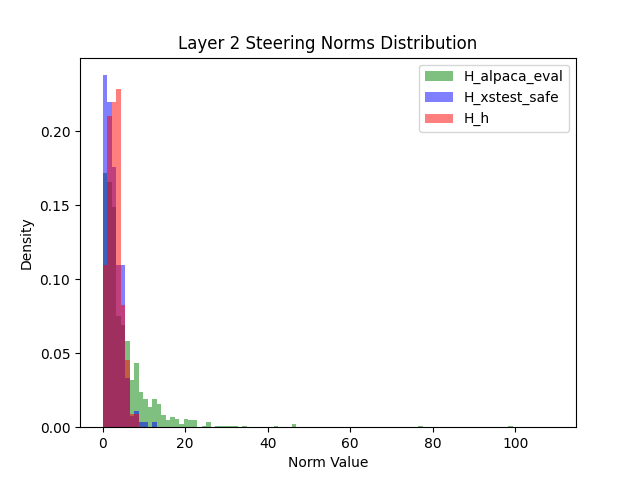 Layer 2 Steering Norms Distribution
H_alpaca_eval
H_xstest_safe
H_h
Density
0.20
0.15
0.10
0.05
0.00
0 20 40 60 80 100
Norm Value